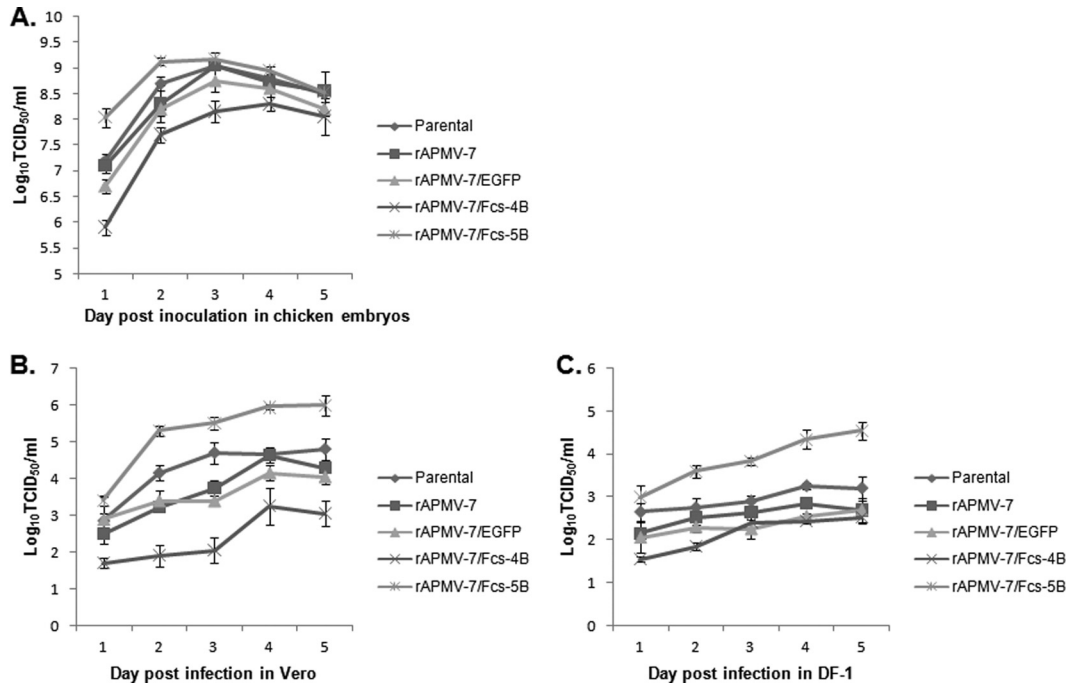 A.
Log10TCID50/ml
9.5
9
8.5
8
7.5
7
6.5
6
5.5
5
1 2 3 4 5
Day post inoculation in chicken embryos
Parental
rAPMV-7
rAPMV-7/EGFP
rAPMV-7/Fcs-4B
rAPMV-7/Fcs-5B
B.
Log10TCID50/ml
7
6
5
4
3
2
1
0
1 2 3 4 5
Day post infection in Vero
Parental
rAPMV-7
rAPMV-7/EGFP
rAPMV-7/Fcs-4B
rAPMV-7/Fcs-5B
C.
Log10TCID50/ml
6
5
4
3
2
1
0
1 2 3 4 5
Day post infection in DF-1
Parental
rAPMV-7
rAPMV-7/EGFP
rAPMV-7/Fcs-4B
rAPMV-7/Fcs-5B